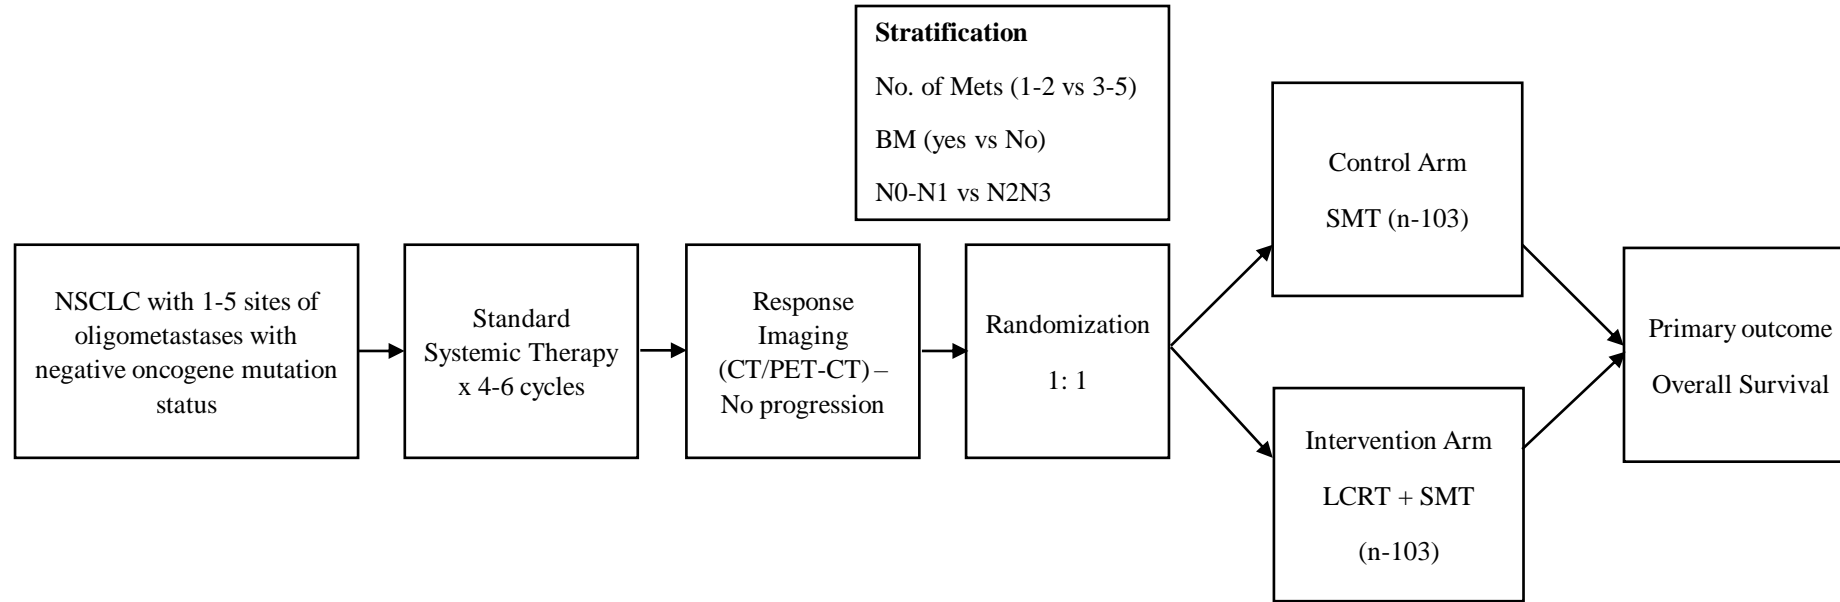 Stratification
No. of Mets (1-2 vs 3-5)
BM (yes vs No)
N0-N1 vs N2N3
NSCLC with 1-5 sites of
oligometastases with
negative oncogene mutation
status
Standard
Systemic Therapy
x 4-6 cycles
Response
Imaging
(CT/PET-CT) –
No progression
Randomization
1: 1
Control Arm
SMT (n-103)
Intervention Arm
LCRT + SMT
(n-103)
Primary outcome
Overall Survival